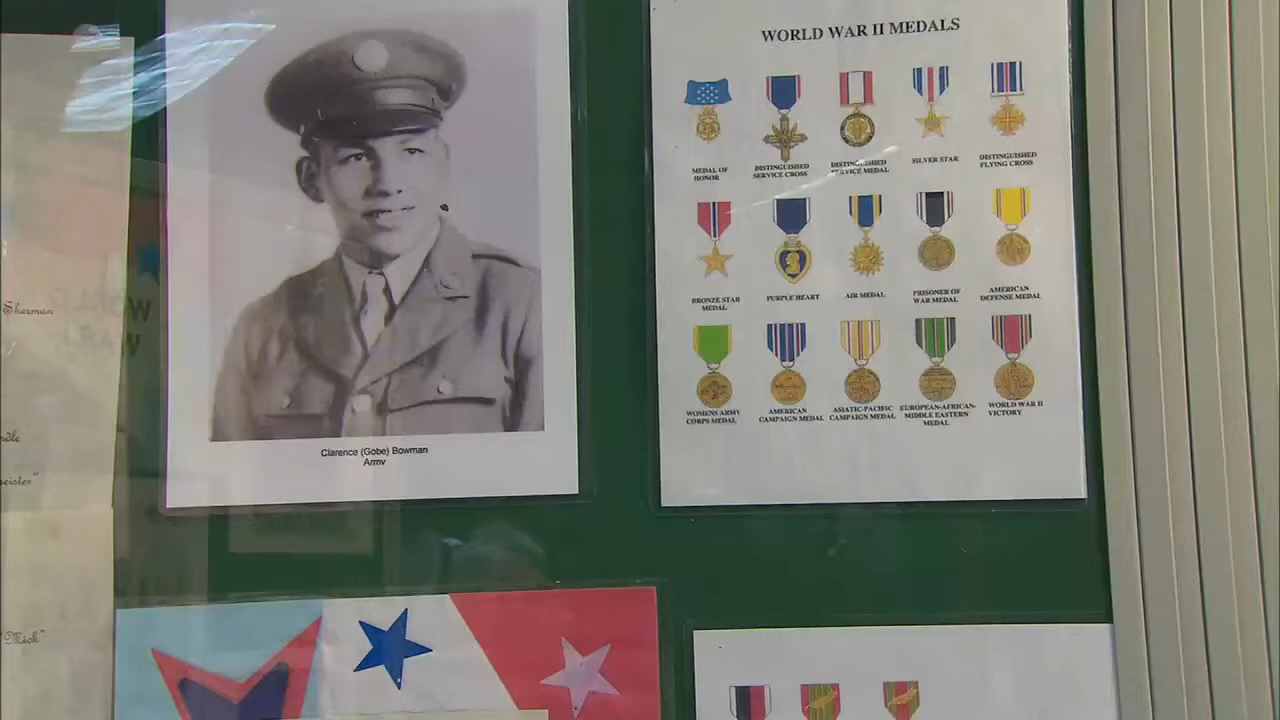 Sherman
"Mick"
WORLD
WAR I
Clarence (Gobe) Bowman
Army
WORLD WAR II MEDALS
MEDAL OF
HONOR
DISTINGUISHED
SERVICE CROSS
DISTINGUISHED
SERVICE MEDAL
SILVER STAR
DISTINGUISHED
FLYING CROSS
BRONZE STAR
MEDAL
PURPLE HEART
AIR MEDAL
PRISONER OF
WAR MEDAL
AMERICAN
DEFENSE MEDAL
WOMENS ARMY
CORPS MEDAL
AMERICAN
CAMPAIGN MEDAL
ASIATIC-PACIFIC
CAMPAIGN MEDAL
EUROPEAN-AFRICAN-
MIDDLE EASTERN
MEDAL
WORLD WAR II
VICTORY